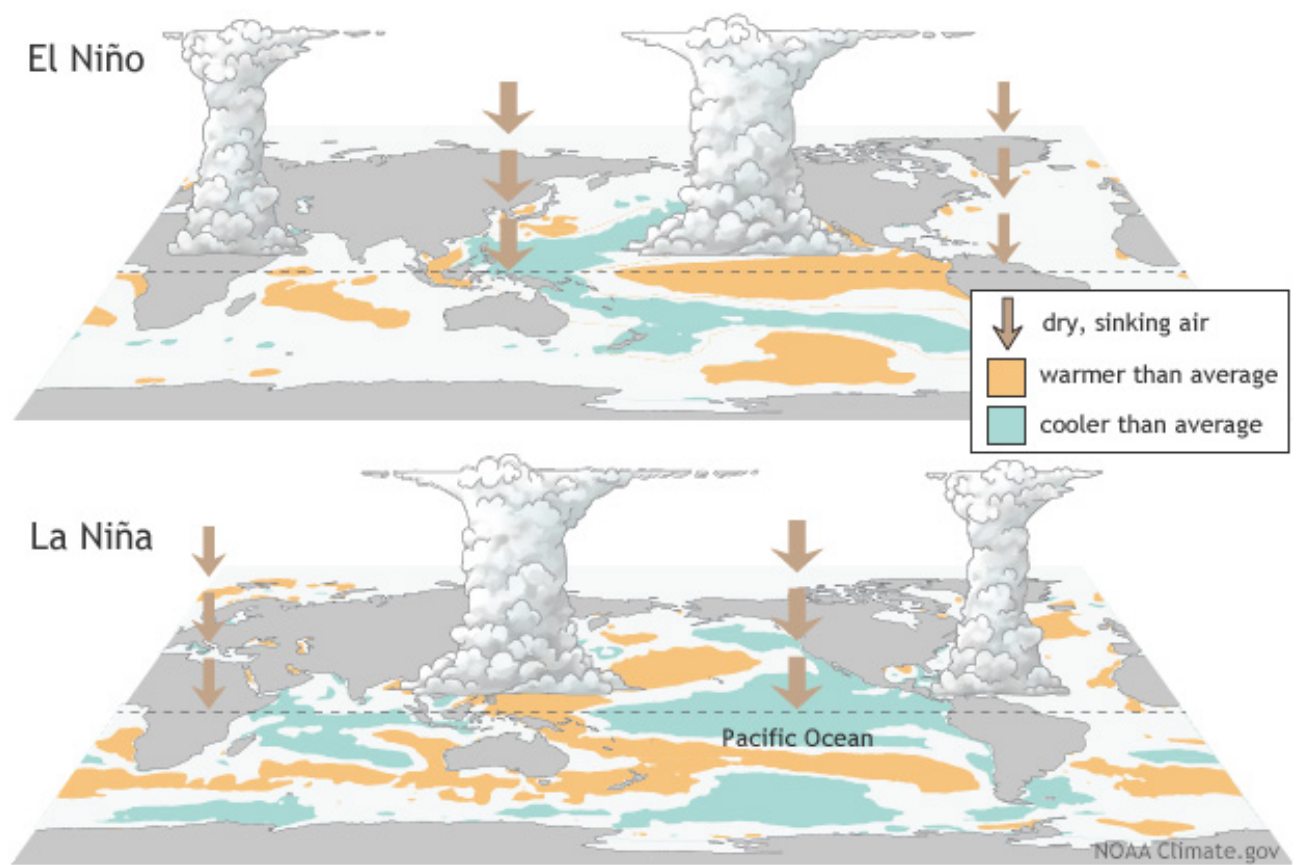 El Niño
dry, sinking air
warmer than average
cooler than average
La Niña
Pacific Ocean
NOAA Climate.gov